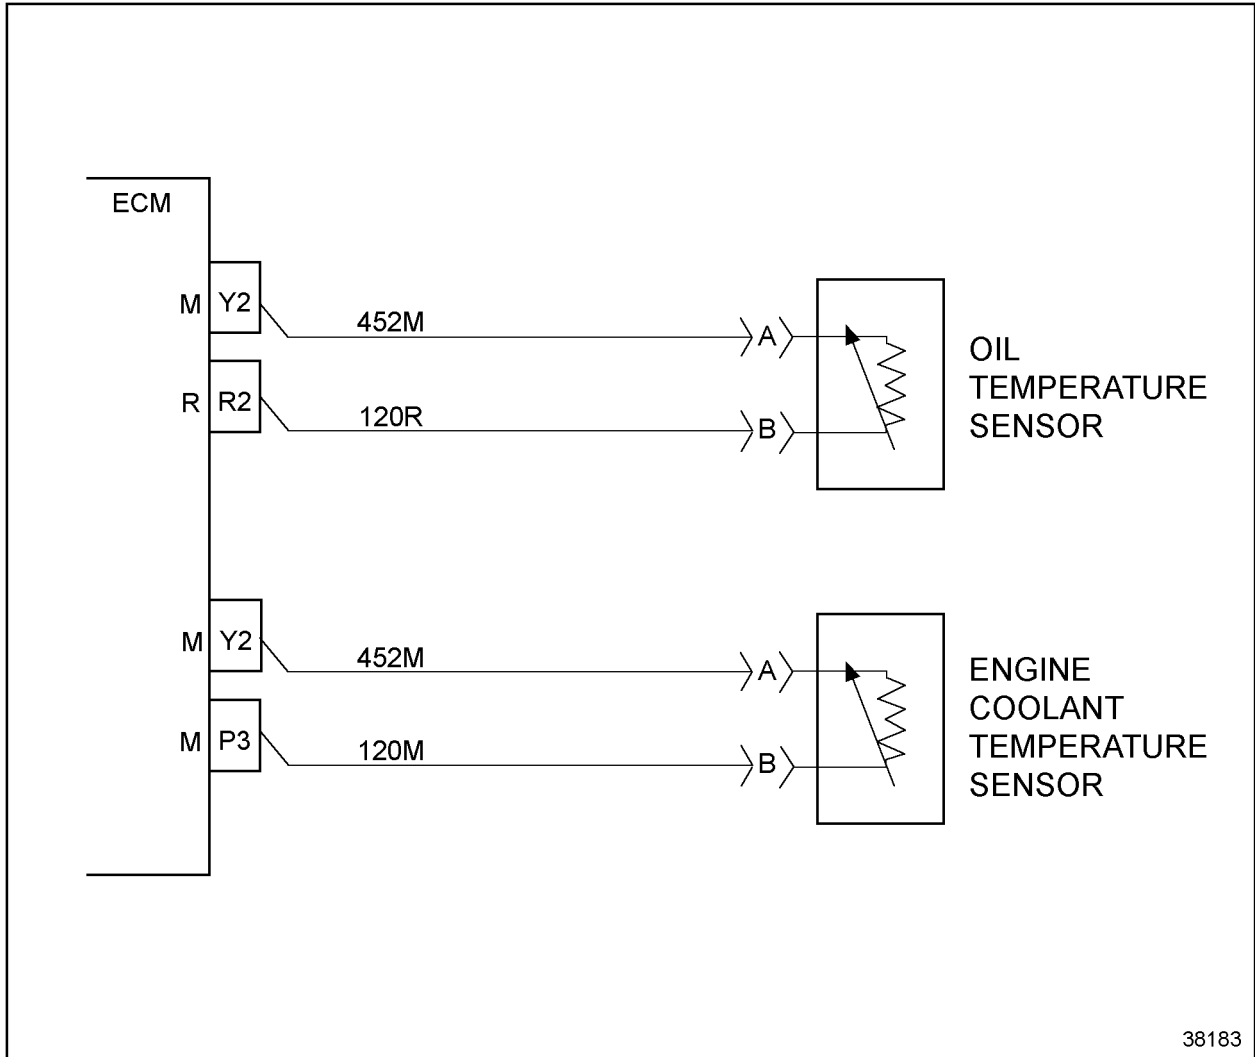 ECM
M Y2 452M A
R R2 120R B
OIL
TEMPERATURE
SENSOR
M Y2 452M A
M P3 120M B
ENGINE
COOLANT
TEMPERATURE
SENSOR
38183